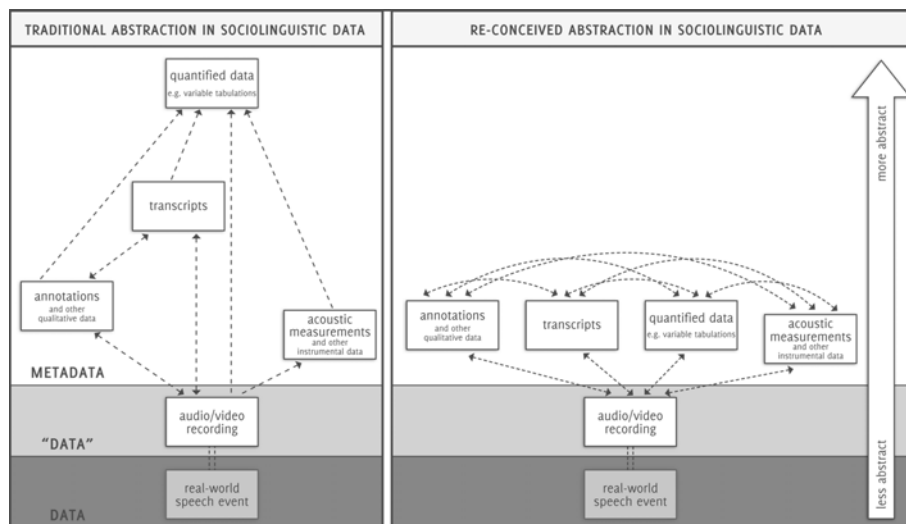 TRADITIONAL ABSTRACTION IN SOCIOLINGUISTIC DATA
quantified data
e.g. variable tabulations
transcripts
annotations
and other
qualitative data
acoustic
measurements
and other
instrumental data
METADATA
audio/video
recording
“DATA”
real-world
speech event
DATA
RE-CONCEIVED ABSTRACTION IN SOCIOLINGUISTIC DATA
annotations
and other
qualitative data
transcripts
quantified data
e.g. variable tabulations
acoustic
measurements
and other
instrumental data
audio/video
recording
real-world
speech event
more abstract
less abstract